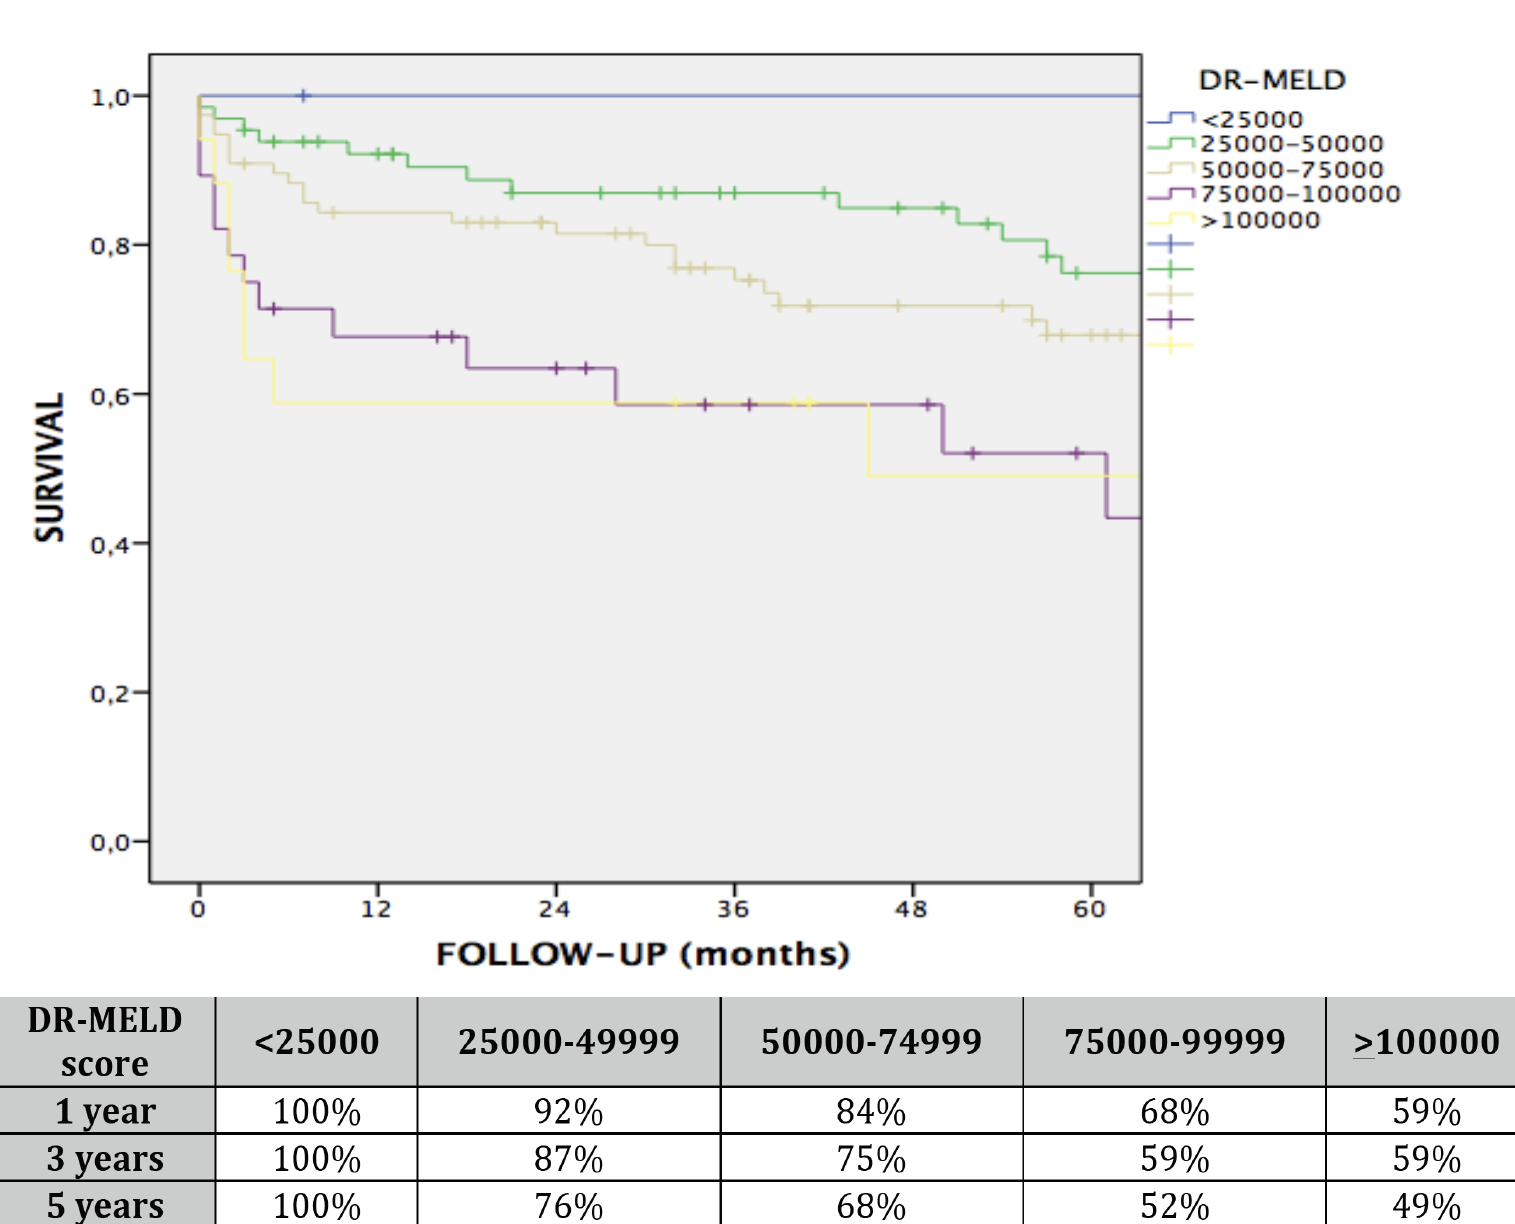 DR-MELD
<25000
25000-50000
50000-75000
75000-100000
>100000
1,0
0,8
0,6
0,4
0,2
0,0
SURVIVAL
0 12 24 36 48 60
FOLLOW-UP (months)
DR-MELD score <25000 25000-49999 50000-74999 75000-99999 ≥100000
1 year 100% 92% 84% 68% 59%
3 years 100% 87% 75% 59% 59%
5 years 100% 76% 68% 52% 49%